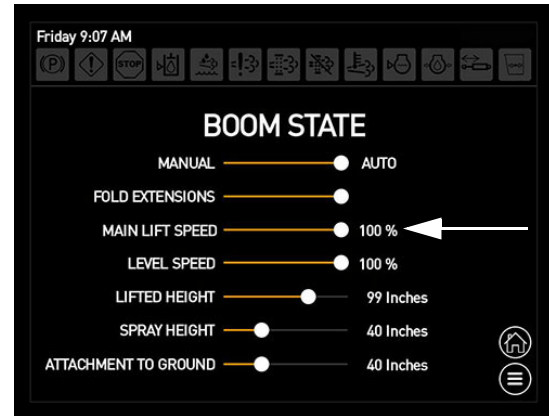 Friday 9:07 AM
P STOP
BOOM STATE
MANUAL AUTO
FOLD EXTENSIONS
MAIN LIFT SPEED 100 %
LEVEL SPEED 100 %
LIFTED HEIGHT 99 Inches
SPRAY HEIGHT 40 Inches
ATTACHMENT TO GROUND 40 Inches